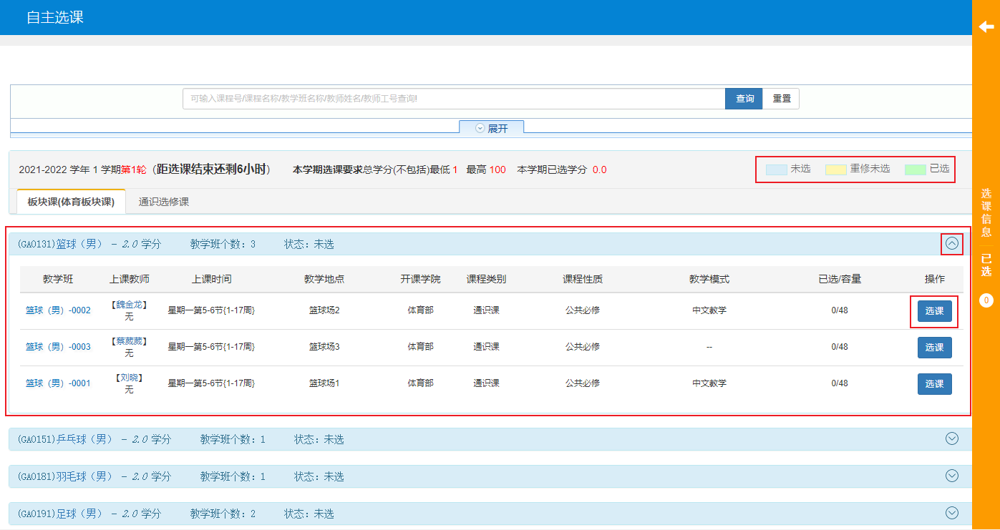 自主选课
可输入课程号/课程名称/教学班名称/教师姓名/教师工号查询! 查询 重置
展开
2021-2022 学年 1 学期第1轮（距选课结束还剩6小时） 本学期选课要求总学分(不包括)最低 1 最高 100 本学期已选学分 0.0 未选 重修未选 已选
板块课(体育板块课) 通识选修课
(GA0131)篮球（男） - 2.0 学分 教学班个数：3 状态：未选
教学班 上课教师 上课时间 教学地点 开课学院 课程类别 课程性质 教学模式 已选/容量 操作
篮球（男）-0002 【魏金龙】无 星期一第5-6节{1-17周} 篮球场2 体育部 通识课 公共必修 中文教学 0/48 选课
篮球（男）-0003 【蔡葳葳】无 星期一第5-6节{1-17周} 篮球场3 体育部 通识课 公共必修 -- 0/48 选课
篮球（男）-0001 【刘晓】无 星期一第5-6节{1-17周} 篮球场1 体育部 通识课 公共必修 中文教学 0/48 选课
(GA0151)乒乓球（男） - 2.0 学分 教学班个数：1 状态：未选
(GA0181)羽毛球（男） - 2.0 学分 教学班个数：1 状态：未选
(GA0191)足球（男） - 2.0 学分 教学班个数：2 状态：未选
选课信息
已选
0